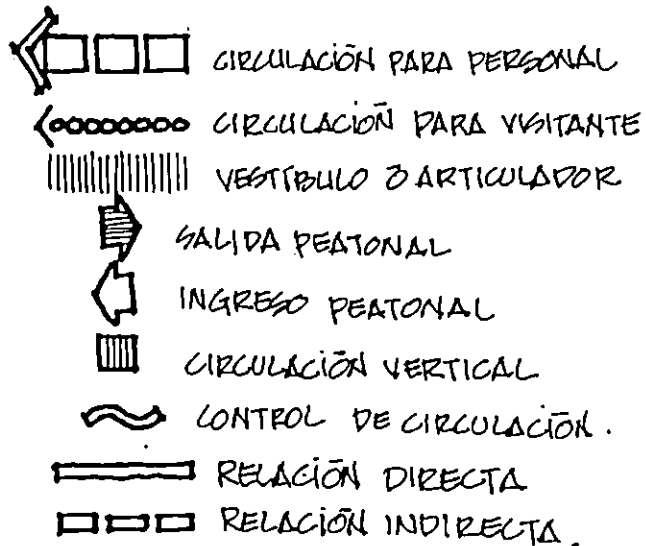 CIRCULACIÓN PARA PERSONAL
CIRCULACIÓN PARA VISITANTE
VESTÍBULO O ARTICULADOR
SALIDA PEATONAL
INGRESO PEATONAL
CIRCULACIÓN VERTICAL
CONTROL DE CIRCULACIÓN.
RELACIÓN DIRECTA
RELACIÓN INDIRECTA.